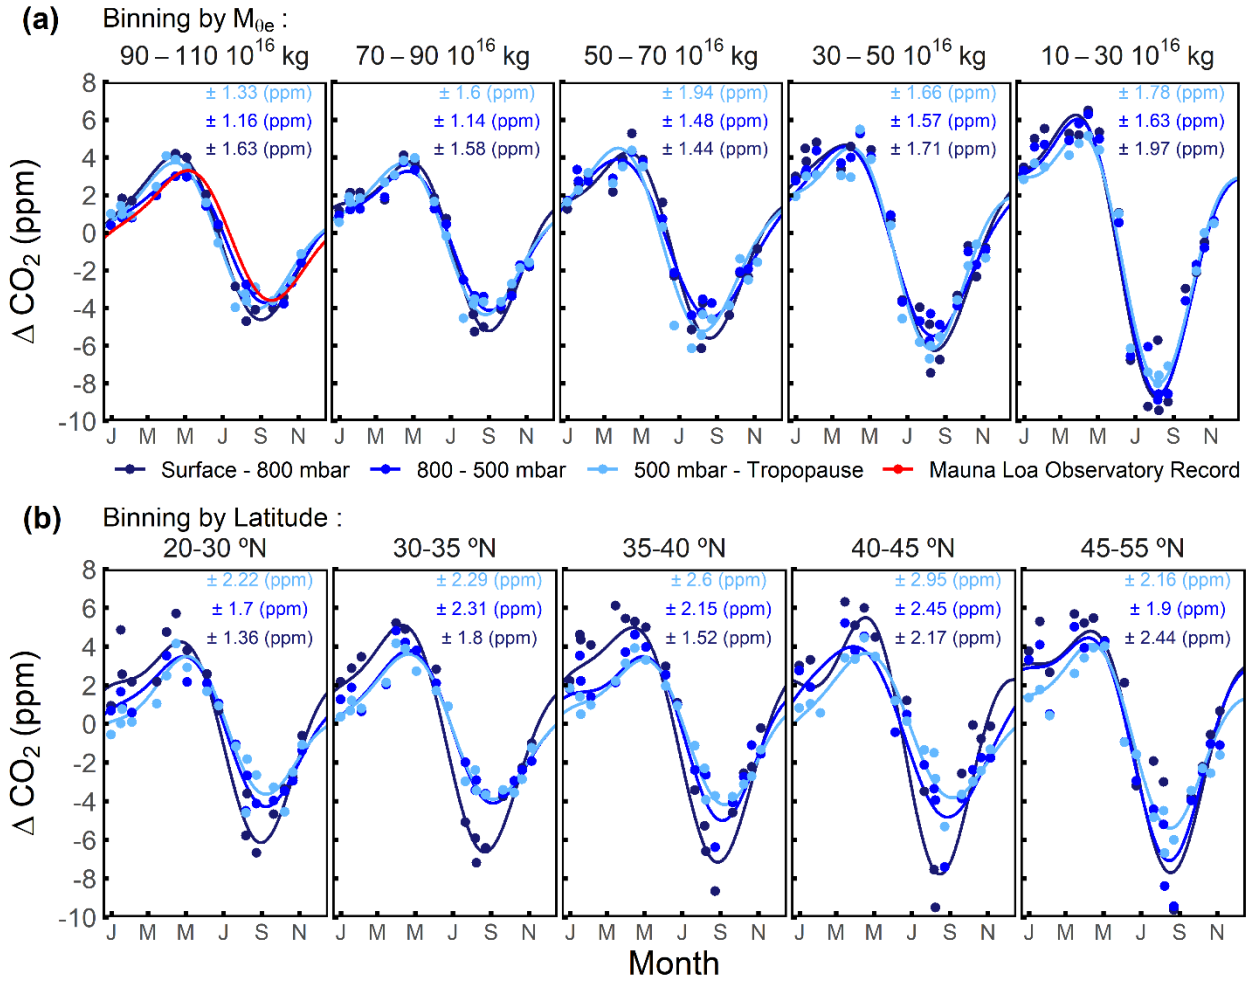 (a) Binning by Mθe :
90 – 110 10^16 kg 70 – 90 10^16 kg 50 – 70 10^16 kg 30 – 50 10^16 kg 10 – 30 10^16 kg
± 1.33 (ppm) ± 1.6 (ppm) ± 1.94 (ppm) ± 1.66 (ppm) ± 1.78 (ppm)
± 1.16 (ppm) ± 1.14 (ppm) ± 1.48 (ppm) ± 1.57 (ppm) ± 1.63 (ppm)
± 1.63 (ppm) ± 1.58 (ppm) ± 1.44 (ppm) ± 1.71 (ppm) ± 1.97 (ppm)
8
6
4
2
0
-2
-4
-6
-8
-10
Δ CO2 (ppm)
J M M J S N J M M J S N J M M J S N J M M J S N J M M J S N
Surface - 800 mbar 800 - 500 mbar 500 mbar - Tropopause Mauna Loa Observatory Record
(b) Binning by Latitude :
20-30 ºN 30-35 ºN 35-40 ºN 40-45 ºN 45-55 ºN
± 2.22 (ppm) ± 2.29 (ppm) ± 2.6 (ppm) ± 2.95 (ppm) ± 2.16 (ppm)
± 1.7 (ppm) ± 2.31 (ppm) ± 2.15 (ppm) ± 2.45 (ppm) ± 1.9 (ppm)
± 1.36 (ppm) ± 1.8 (ppm) ± 1.52 (ppm) ± 2.17 (ppm) ± 2.44 (ppm)
8
6
4
2
0
-2
-4
-6
-8
-10
Δ CO2 (ppm)
J M M J S N J M M J S N J M M J S N J M M J S N J M M J S N
Month